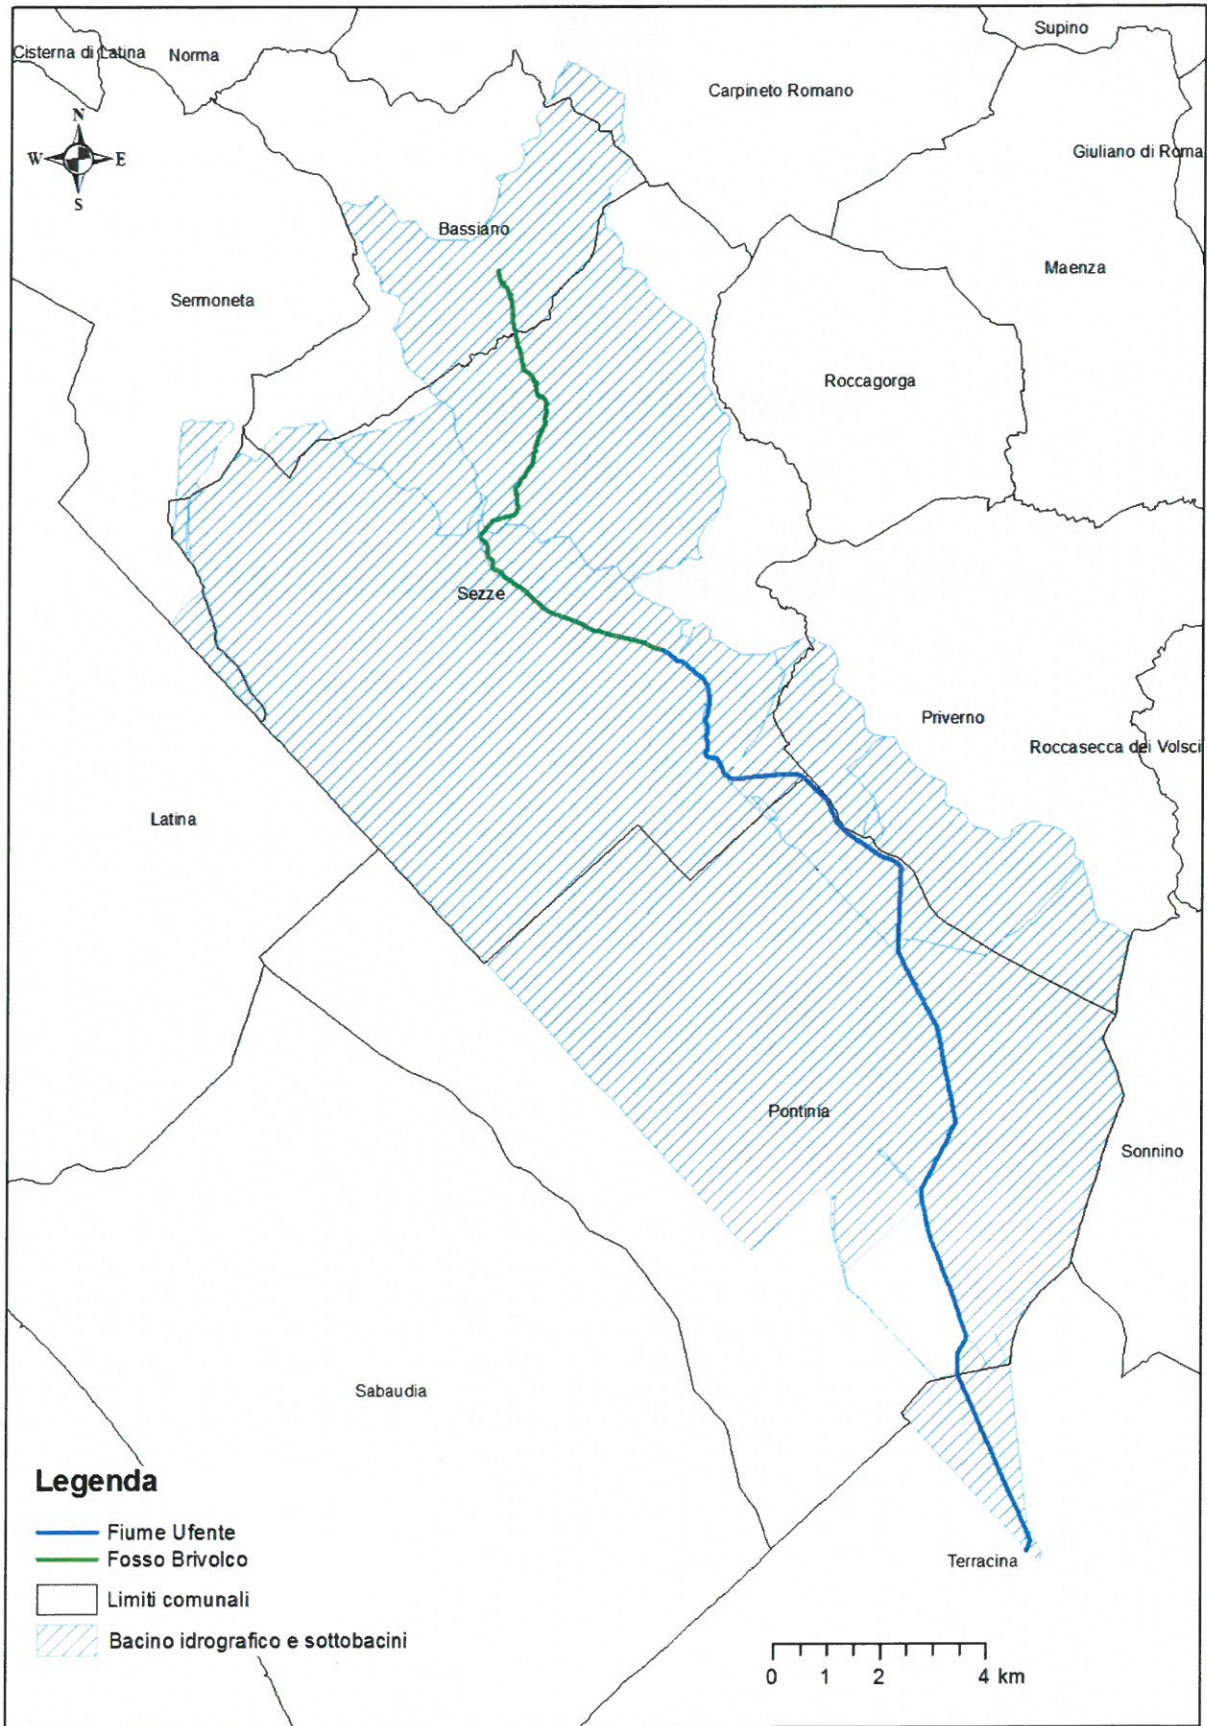 Supino
Cisterna di Latina
Norma
Carpineto Romano
N
W
E
S
Giuliano di Roma
Bassiano
Maenza
Sermoneta
Roccagorga
Sezze
Priverno
Roccasecca dei Volsci
Latina
Pontinia
Sonnino
Sabaudia
Legenda
Fiume Ufente
Fosso Brivolco
Terracina
Limiti comunali
Bacino idrografico e sottobacini
0 1 2 4 km